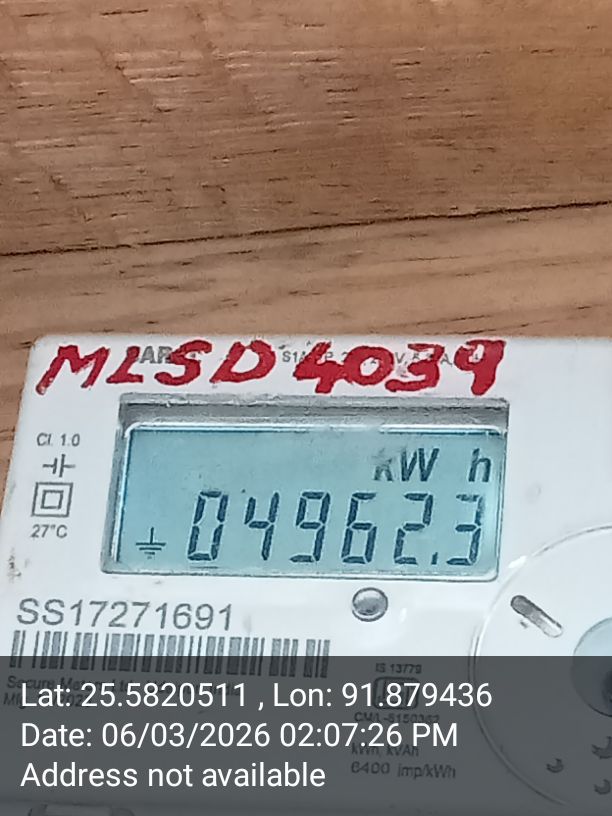 MLSD 4039
Cl. 1.0
27°C
kW h
04962.3
SS17271691
IS 13779
6400 imp/kWh
Lat: 25.5820511 , Lon: 91.879436
Date: 06/03/2026 02:07:26 PM
Address not available